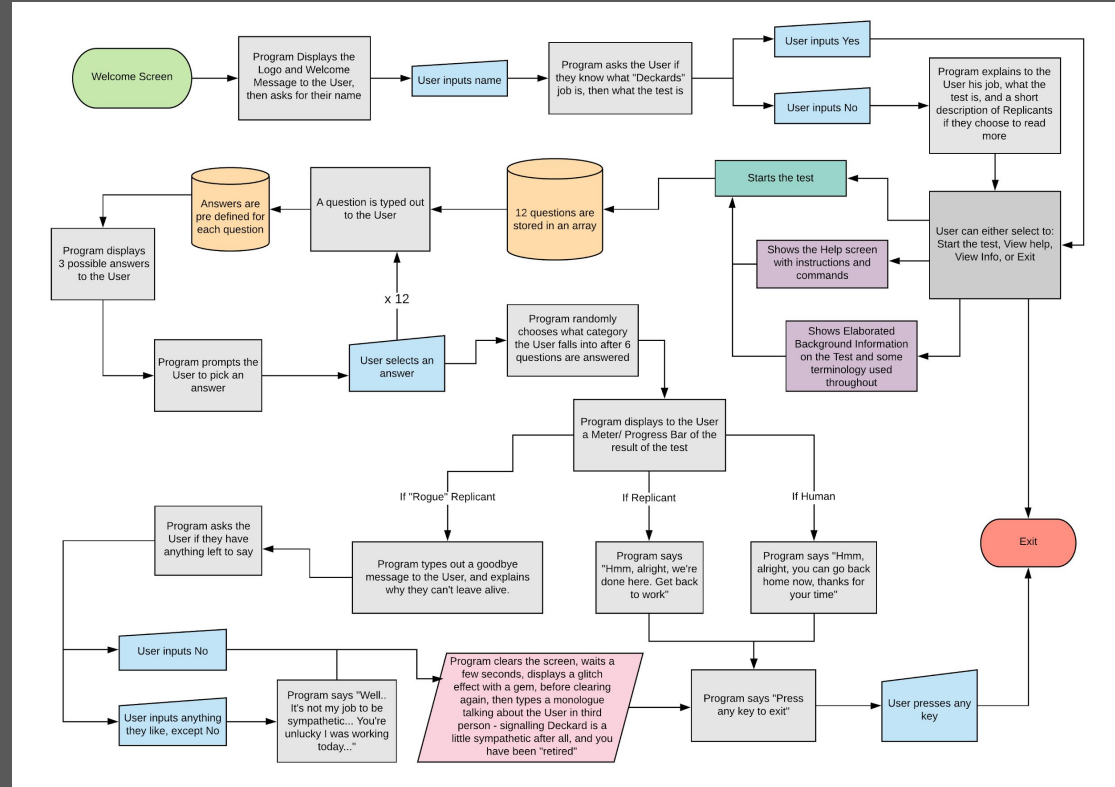 Welcome Screen
Program Displays the
Logo and Welcome
Message to the User,
then asks for their name
User inputs name
Program asks the User if
they know what "Deckards"
job is, then what the test is
User inputs Yes
User inputs No
Program explains to the
User his job, what the
test is, and a short
description of Replicants
if they choose to read
more
Answers are
pre defined for
each question
A question is typed out
to the User
12 questions are
stored in an array
Starts the test
User can either select to:
Start the test, View help,
View Info, or Exit
Program displays
3 possible answers
to the User
Shows the Help screen
with instructions and
commands
x 12
Program prompts the
User to pick an
answer
User selects an
answer
Program randomly
chooses what category
the User falls into after 6
questions are answered
Shows Elaborated
Background Information
on the Test and some
terminology used
throughout
Program displays to the User
a Meter/ Progress Bar of the
result of the test
If "Rogue" Replicant
If Replicant
If Human
Program asks the
User if they have
anything left to say
Program types out a goodbye
message to the User, and explains
why they can't leave alive.
Program says
"Hmm, alright, we're
done here. Get back
to work"
Program says "Hmm,
alright, you can go back
home now, thanks for
your time"
Exit
User inputs No
User inputs anything
they like, except No
Program says "Well..
It's not my job to be
sympathetic... You're
unlucky I was working
today..."
Program clears the screen, waits a
few seconds, displays a glitch
effect with a gem, before clearing
again, then types a monologue
talking about the User in third
person - signalling Deckard is a
little sympathetic after all, and you
have been "retired"
Program says "Press
any key to exit"
User presses any
key